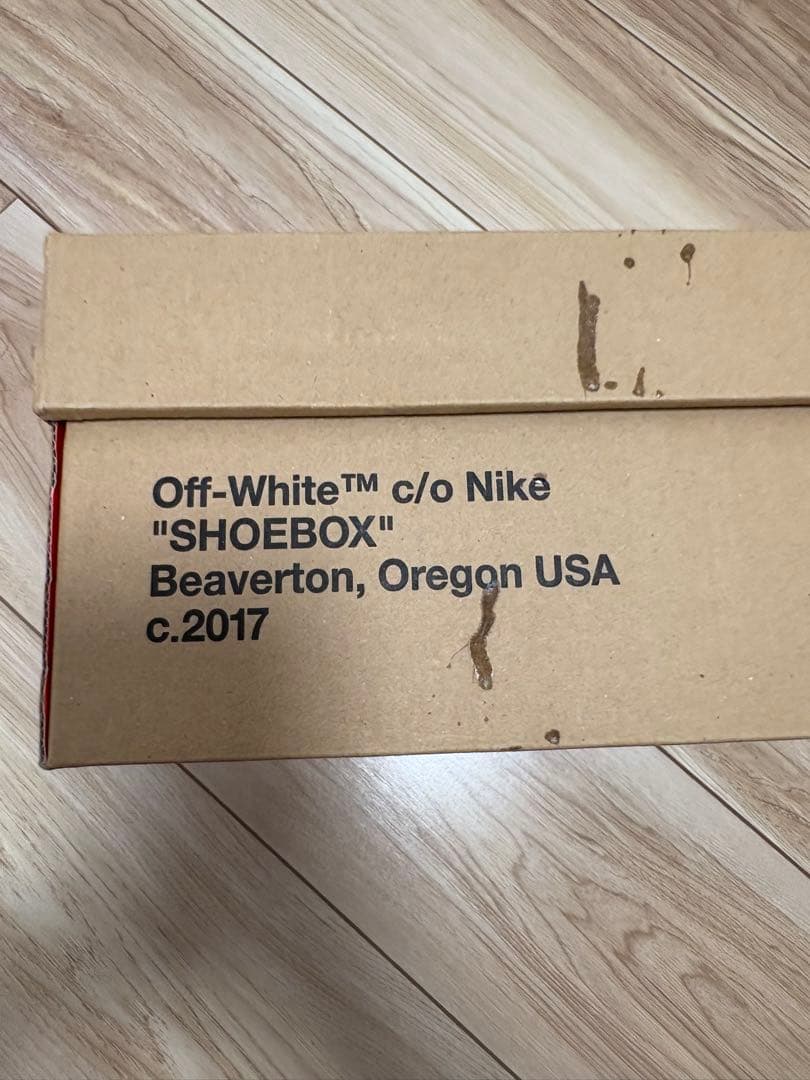 Off-White™ c/o Nike
"SHOEBOX"
Beaverton, Oregon USA
c.2017